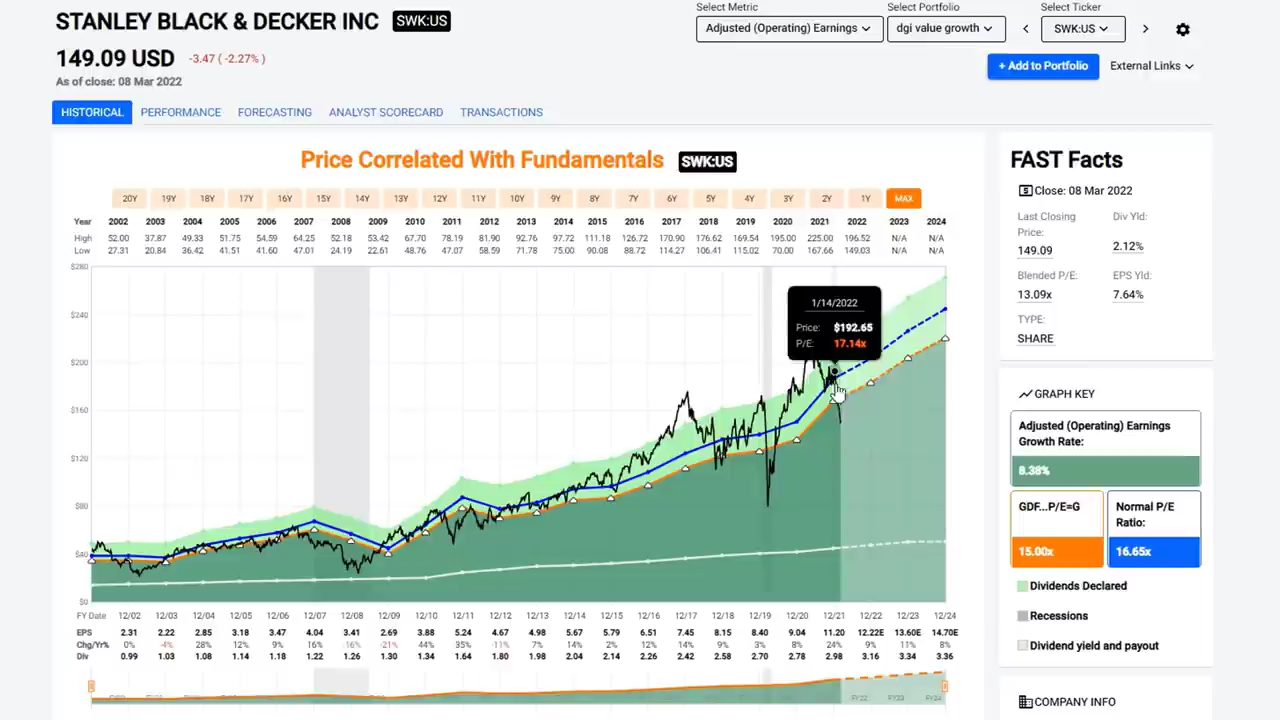 STANLEY BLACK & DECKER INC SWK:US
Select Metric Select Portfolio Select Ticker
Adjusted (Operating) Earnings dgi value growth SWK:US
149.09 USD -3.47 ( -2.27% )
+ Add to Portfolio External Links
As of close: 08 Mar 2022
HISTORICAL PERFORMANCE FORECASTING ANALYST SCORECARD TRANSACTIONS
Price Correlated With Fundamentals SWK:US
20Y 19Y 18Y 17Y 16Y 15Y 14Y 13Y 12Y 11Y 10Y 9Y 8Y 7Y 6Y 5Y 4Y 3Y 2Y 1Y MAX
Year 2002 2003 2004 2005 2006 2007 2008 2009 2010 2011 2012 2013 2014 2015 2016 2017 2018 2019 2020 2021 2022 2023 2024
High 52.00 37.87 49.33 51.75 54.59 64.25 52.18 53.42 67.70 78.19 81.90 92.76 97.72 111.18 126.72 170.90 176.62 169.54 195.00 225.00 196.52 N/A N/A
Low 27.31 20.84 36.42 41.51 41.60 47.01 24.19 22.61 48.76 47.07 58.59 71.78 75.00 90.08 88.72 114.27 106.41 115.02 70.00 167.66 149.03 N/A N/A
$280
$240
$200
$160
$120
$80
$40
$0
1/14/2022
Price: $192.65
P/E: 17.14x
FY Date 12/02 12/03 12/04 12/05 12/06 12/07 12/08 12/09 12/10 12/11 12/12 12/13 12/14 12/15 12/16 12/17 12/18 12/19 12/20 12/21 12/22 12/23 12/24
EPS 2.31 2.22 2.85 3.18 3.47 4.04 3.41 2.69 3.88 5.24 4.67 4.98 5.67 5.79 6.51 7.45 8.15 8.40 9.04 11.20 12.22E 13.60E 14.70E
Chg/Yr% 0% -4% 28% 12% 9% 16% -16% -21% 44% 35% -11% 7% 14% 2% 12% 14% 9% 3% 8% 24% 9% 11% 8%
Div 0.99 1.03 1.08 1.14 1.18 1.22 1.26 1.30 1.34 1.64 1.80 1.98 2.04 2.14 2.26 2.42 2.58 2.70 2.78 2.98 3.16 3.34 3.36
FY22 FY23 FY24
FAST Facts
Close: 08 Mar 2022
Last Closing Price: 149.09
Div Yld: 2.12%
Blended P/E: 13.09x
EPS Yld: 7.64%
TYPE:
SHARE
GRAPH KEY
Adjusted (Operating) Earnings
Growth Rate:
8.38%
GDF...P/E=G
15.00x
Normal P/E
Ratio:
16.65x
Dividends Declared
Recessions
Dividend yield and payout
COMPANY INFO